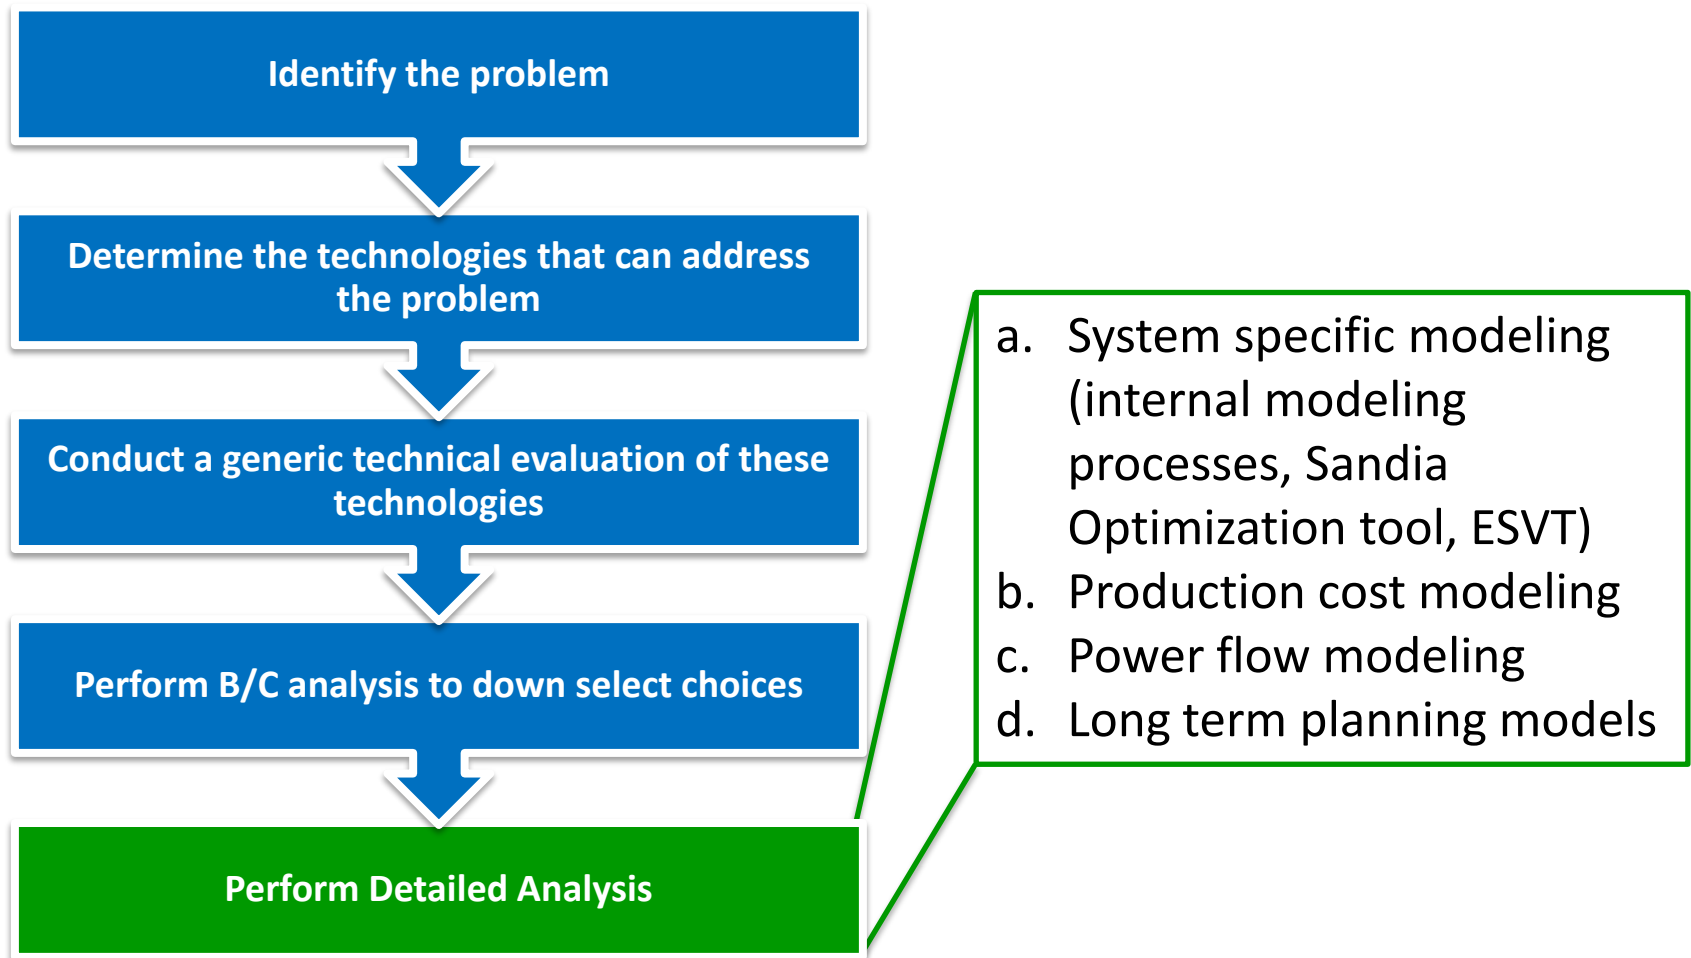 Identify the problem
Determine the technologies that can address
the problem
Conduct a generic technical evaluation of these
technologies
Perform B/C analysis to down select choices
Perform Detailed Analysis
a. System specific modeling
(internal modeling
processes, Sandia
Optimization tool, ESVT)
b. Production cost modeling
c. Power flow modeling
d. Long term planning models